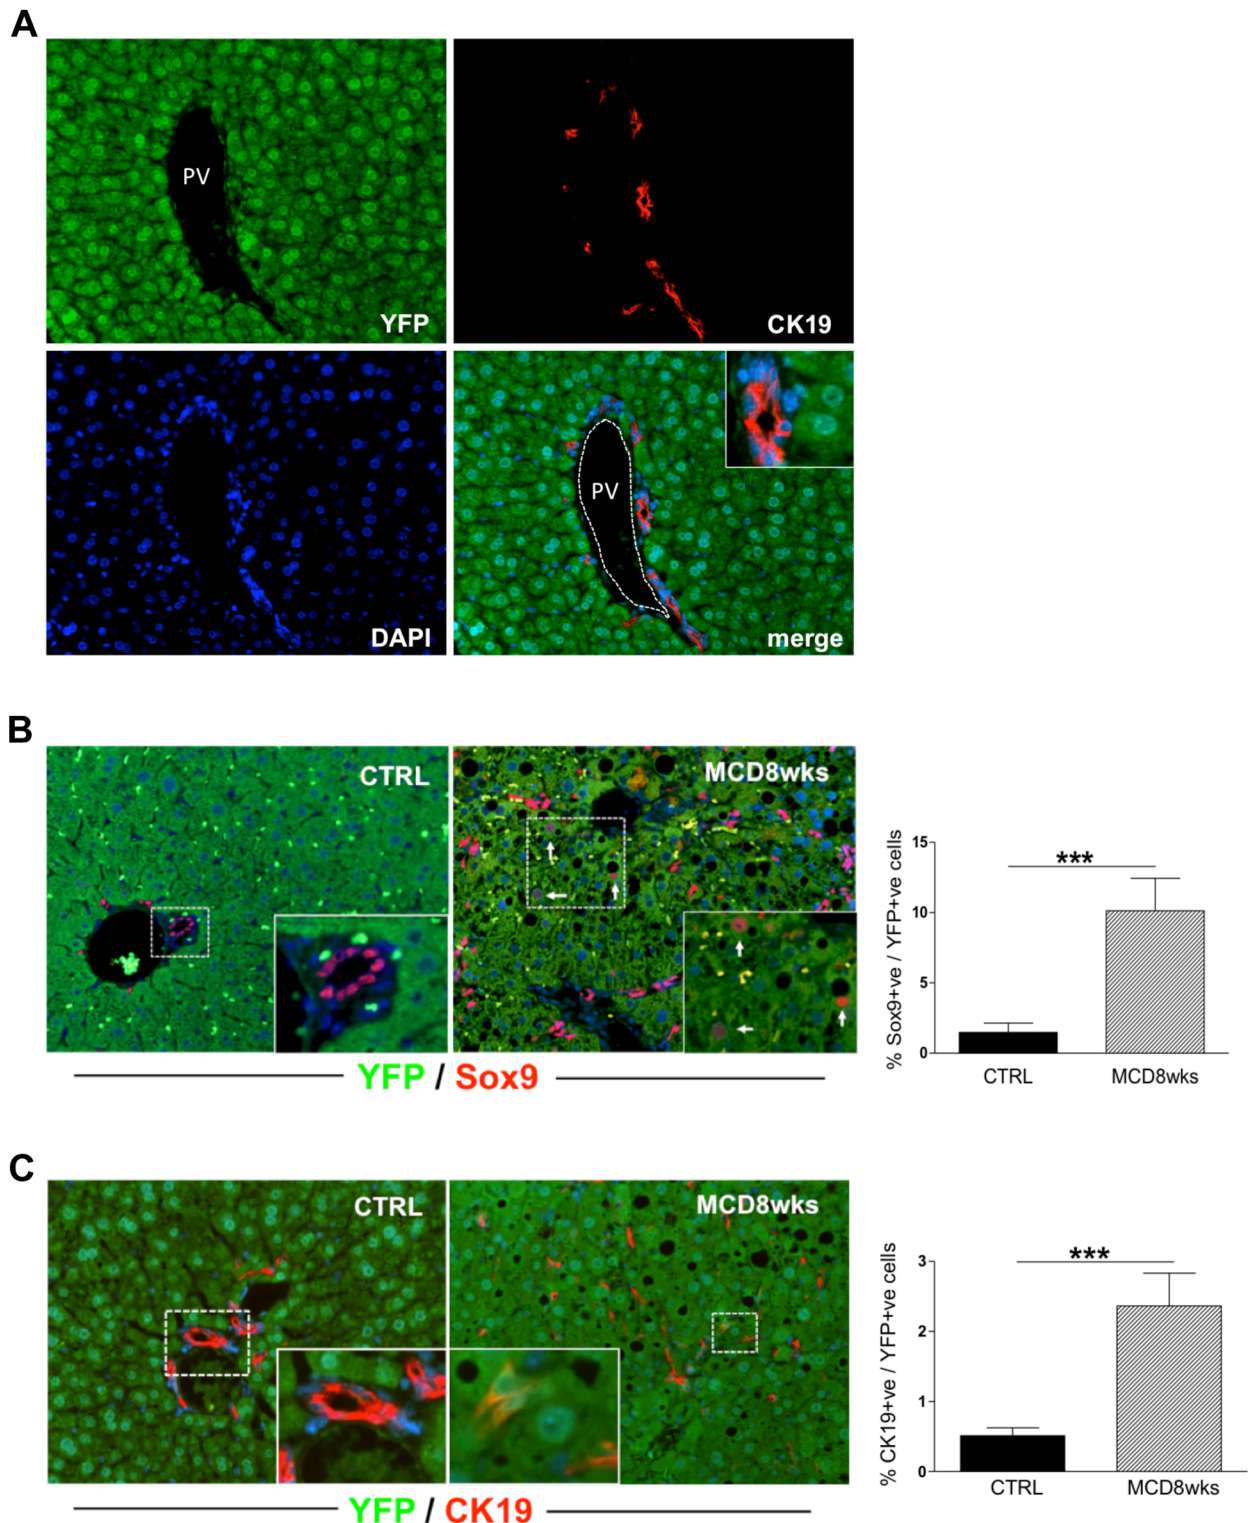 A
PV
YFP
CK19
DAPI
PV
merge
B
CTRL
MCD8wks
YFP / Sox9
% Sox9+ve / YFP+ve cells
15
10
5
0
***
CTRL
MCD8wks
C
CTRL
MCD8wks
YFP / CK19
% CK19+ve / YFP+ve cells
3
2
1
0
***
CTRL
MCD8wks